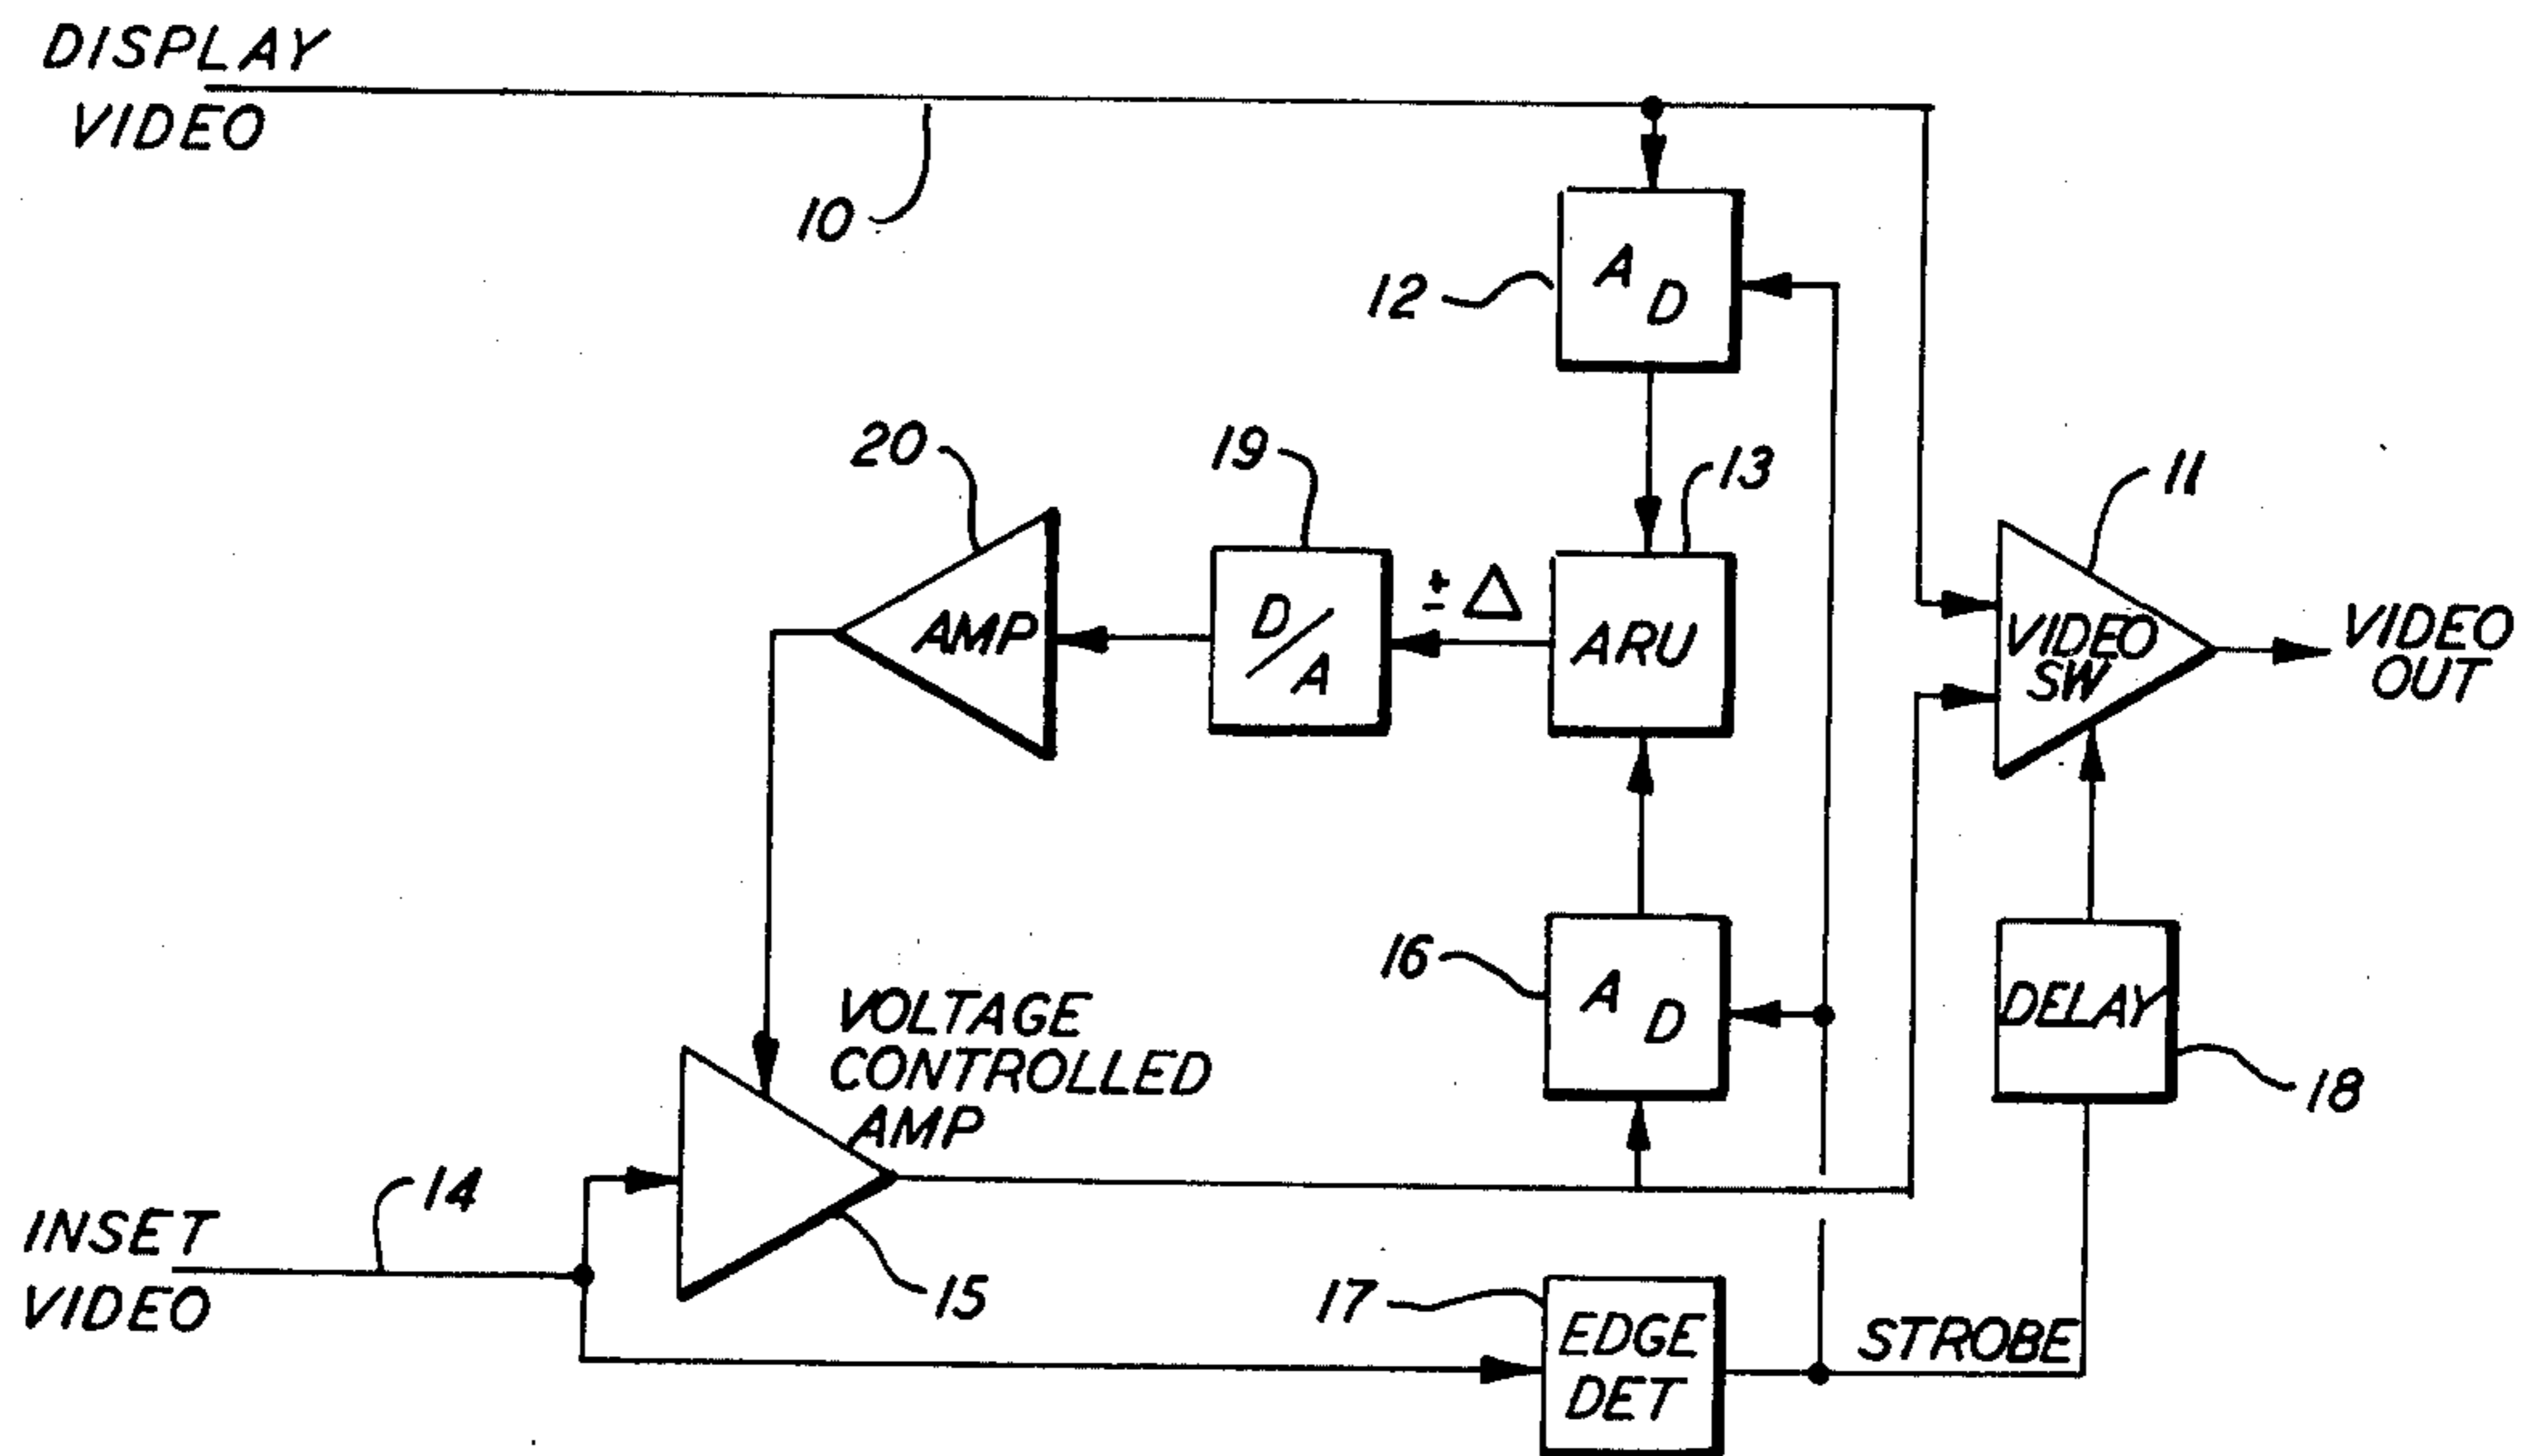 DISPLAY
VIDEO
10
12
A
D
20
19
13
11
AMP
D/A
± Δ
ARU
VIDEO
SW
VIDEO
OUT
16
A
D
DELAY
18
VOLTAGE
CONTROLLED
AMP
14
INSET
VIDEO
15
17
EDGE
DET
STROBE